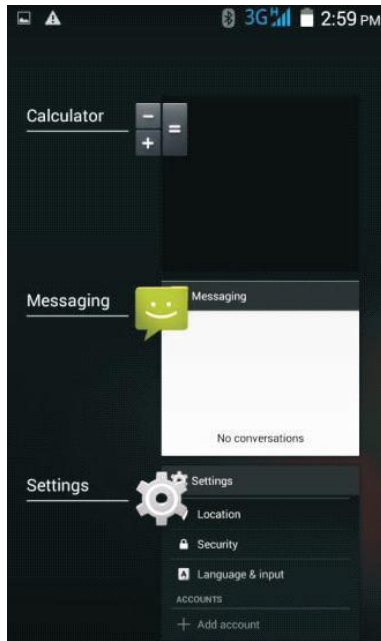 3G H 2:59 PM
Calculator
− =
+
Messaging
Messaging
No conversations
Settings
Settings
Location
Security
A Language & input
ACCOUNTS
+ Add account